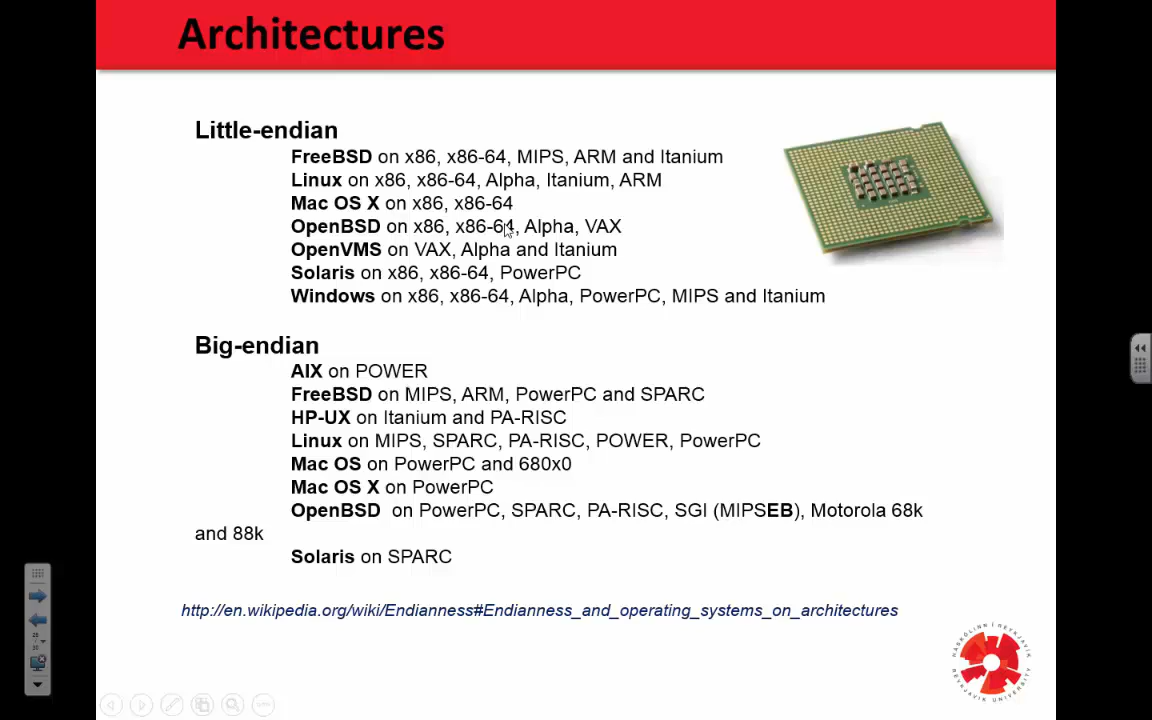 Architectures
Little-endian
FreeBSD on x86, x86-64, MIPS, ARM and Itanium
Linux on x86, x86-64, Alpha, Itanium, ARM
Mac OS X on x86, x86-64
OpenBSD on x86, x86-64, Alpha, VAX
OpenVMS on VAX, Alpha and Itanium
Solaris on x86, x86-64, PowerPC
Windows on x86, x86-64, Alpha, PowerPC, MIPS and Itanium
Big-endian
AIX on POWER
FreeBSD on MIPS, ARM, PowerPC and SPARC
HP-UX on Itanium and PA-RISC
Linux on MIPS, SPARC, PA-RISC, POWER, PowerPC
Mac OS on PowerPC and 680x0
Mac OS X on PowerPC
OpenBSD on PowerPC, SPARC, PA-RISC, SGI (MIPSEB), Motorola 68k
and 88k
Solaris on SPARC
http://en.wikipedia.org/wiki/Endianness#Endianness_and_operating_systems_on_architectures
HÁSKÓLINN Í REYKJAVÍK
REYKJAVIK UNIVERSITY